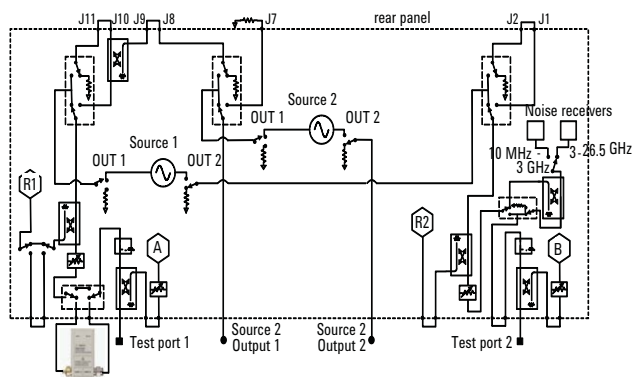 J11 J10 J9 J8 J7 rear panel J2 J1
Source 2
OUT 1 OUT 2
Noise receivers
Source 1
OUT 1 OUT 2
10 MHz -
3 GHz
3-26.5 GHz
R1
A
R2
B
Test port 1
Source 2
Output 1
Source 2
Output 2
Test port 2